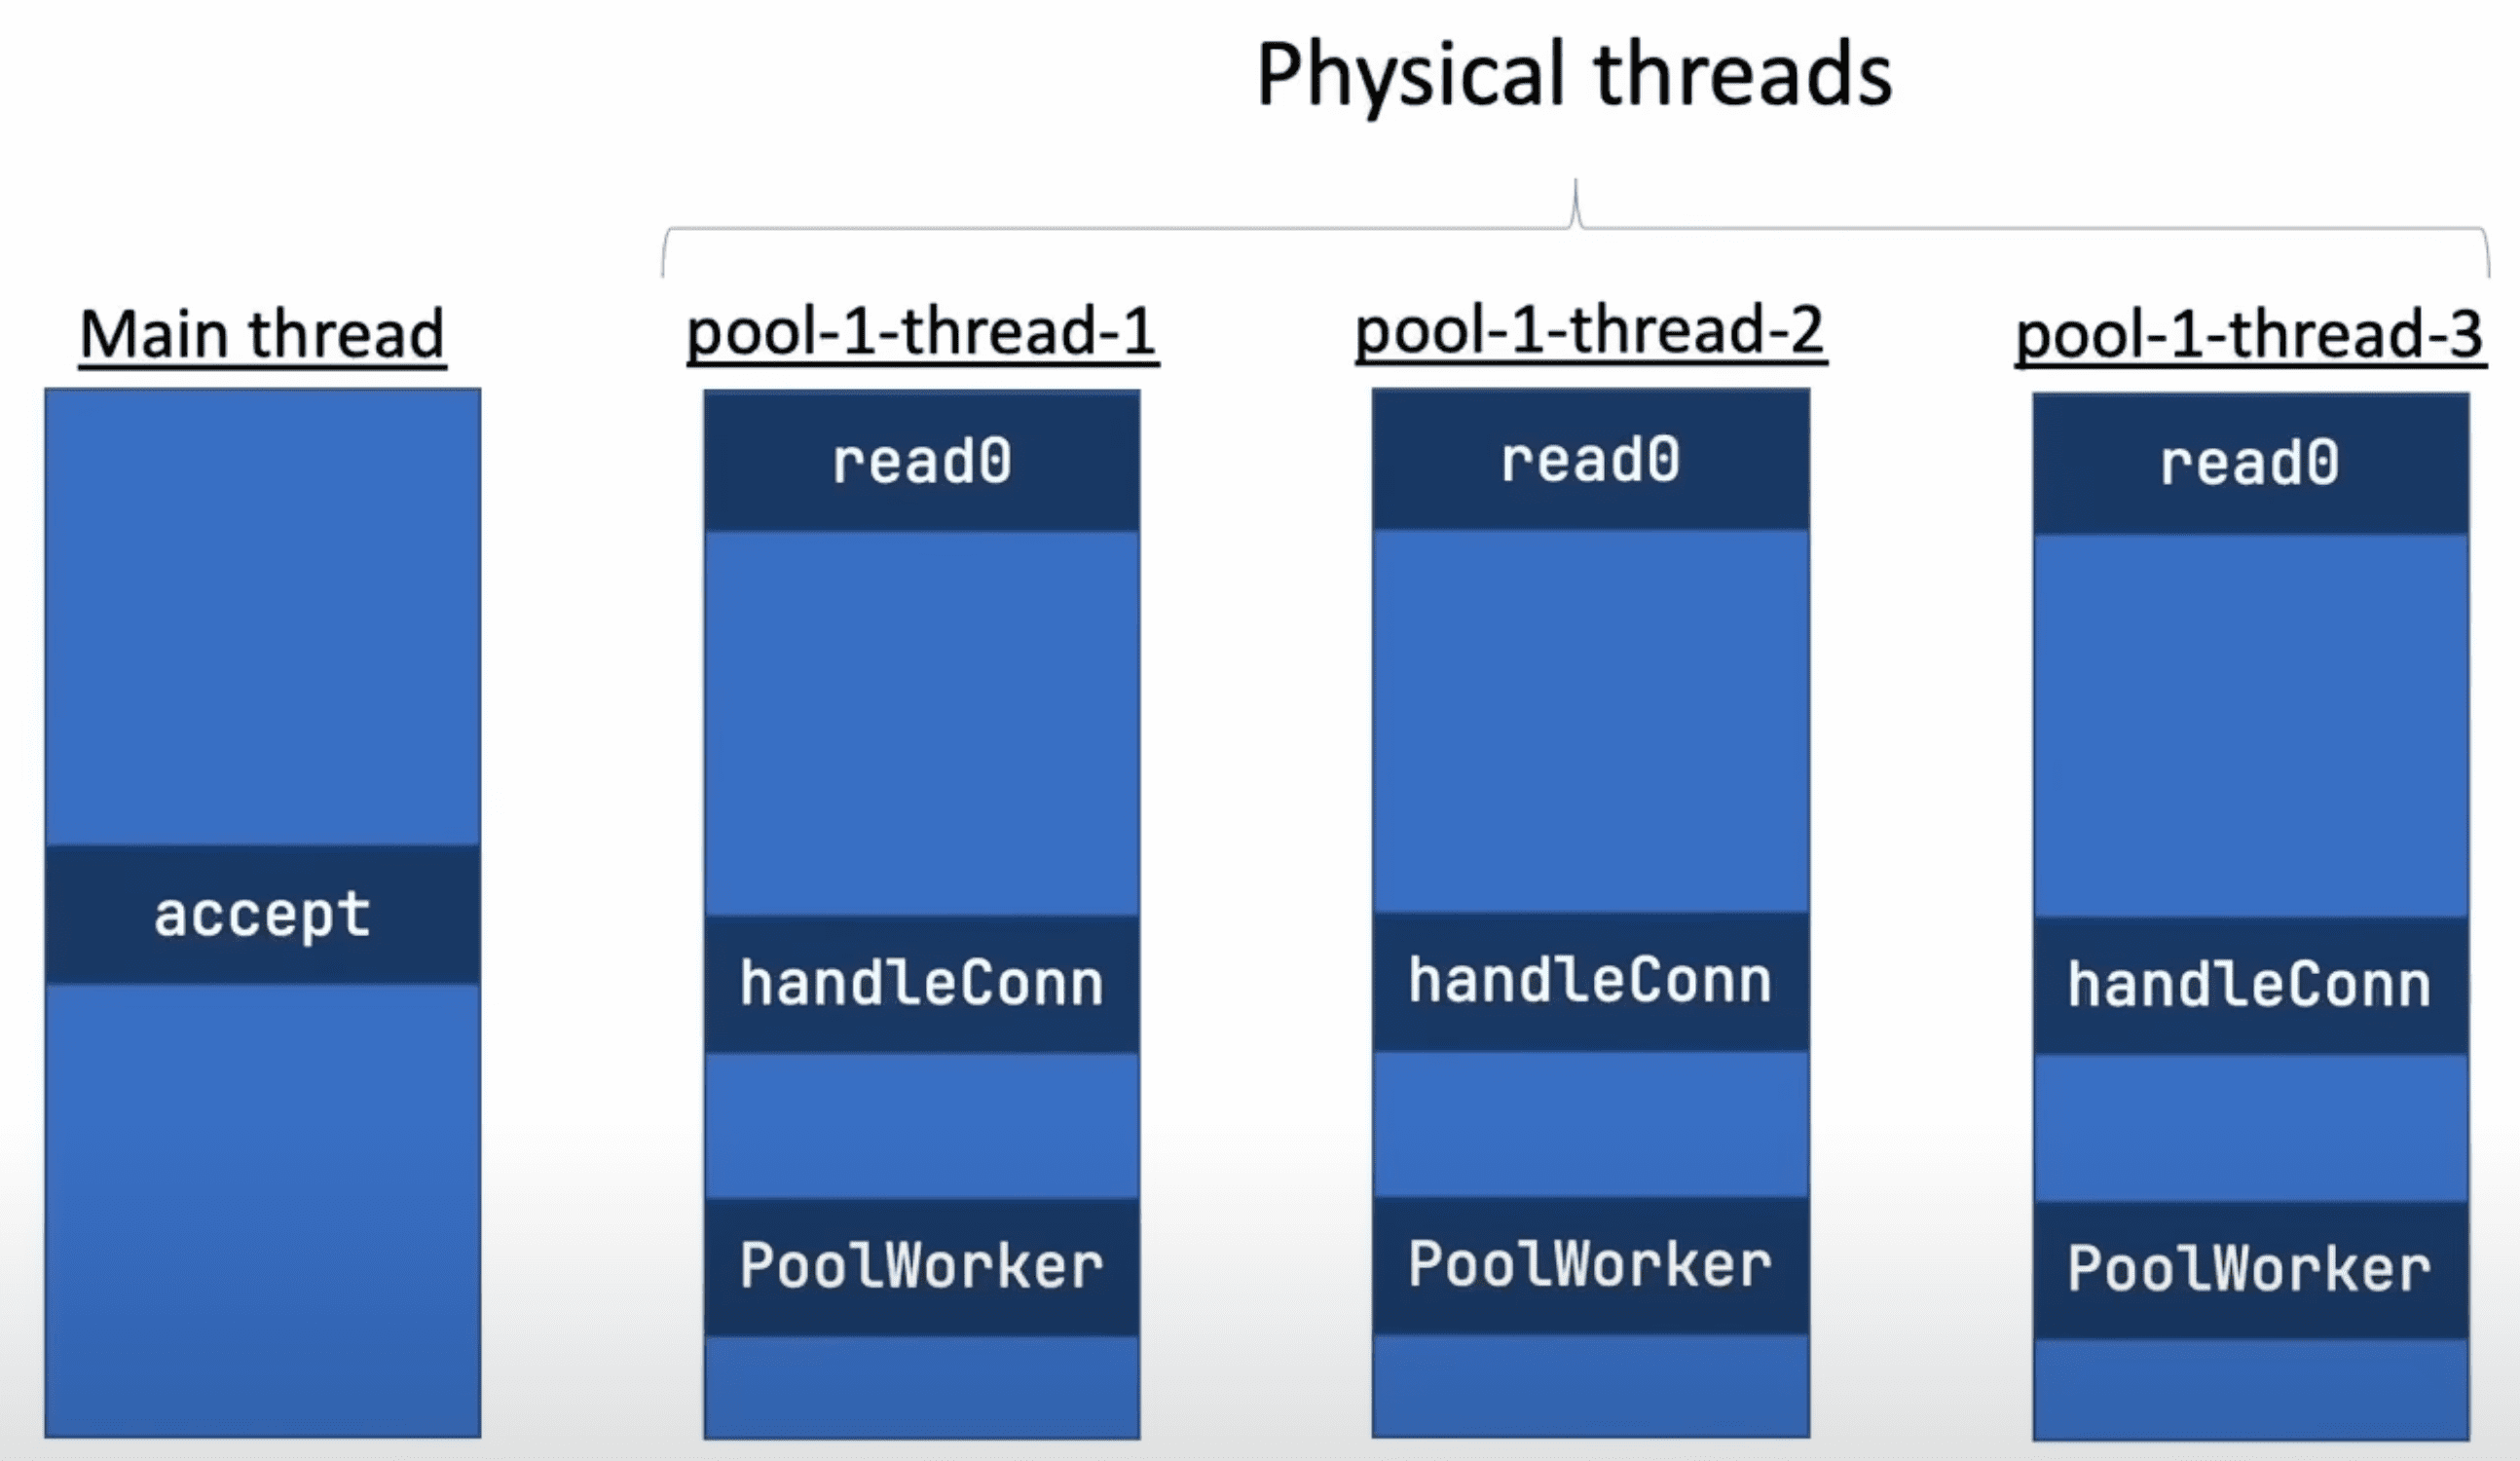 Physical threads
Main thread
pool-1-thread-1
pool-1-thread-2
pool-1-thread-3
accept
read0
handleConn
PoolWorker
read0
handleConn
PoolWorker
read0
handleConn
PoolWorker